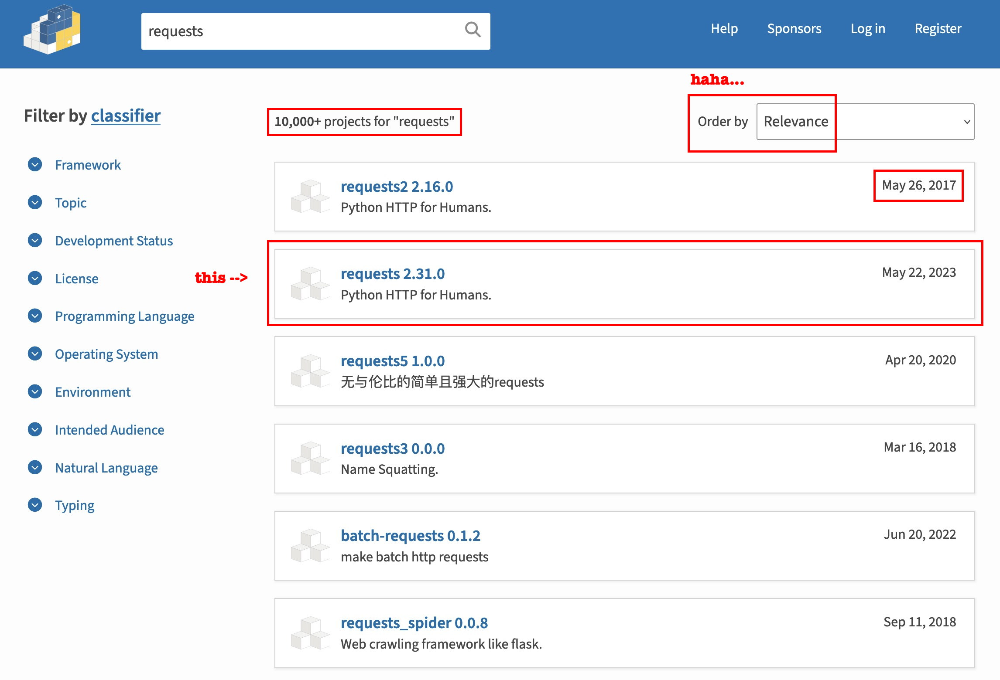 requests
Help Sponsors Log in Register
haha...
Filter by classifier
10,000+ projects for "requests"
Order by Relevance
Framework
Topic
Development Status
License
Programming Language
Operating System
Environment
Intended Audience
Natural Language
Typing
this -->
requests2 2.16.0
May 26, 2017
Python HTTP for Humans.
requests 2.31.0
May 22, 2023
Python HTTP for Humans.
requests5 1.0.0
Apr 20, 2020
无与伦比的简单且强大的requests
requests3 0.0.0
Mar 16, 2018
Name Squatting.
batch-requests 0.1.2
Jun 20, 2022
make batch http requests
requests_spider 0.0.8
Sep 11, 2018
Web crawling framework like flask.